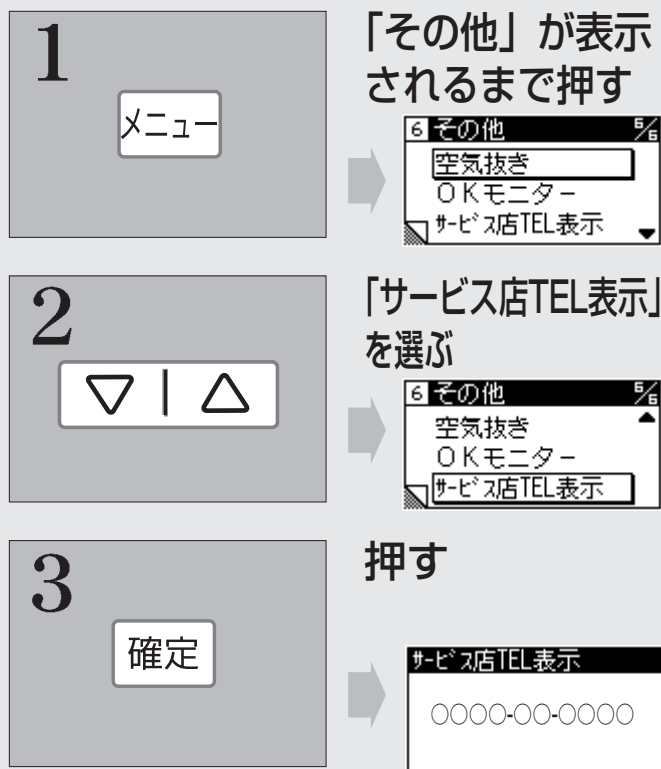 1
メニュー
「その他」が表示
されるまで押す
6 その他 5/6
空気抜き
OKモニター
ｻｰﾋﾞｽ店TEL表示 ▼
2
▽ | △
「サービス店TEL表示」
を選ぶ
6 その他 5/6
空気抜き ▲
OKモニター
ｻｰﾋﾞｽ店TEL表示
3
確定
押す
ｻｰﾋﾞｽ店TEL表示
○○○○-○○-○○○○